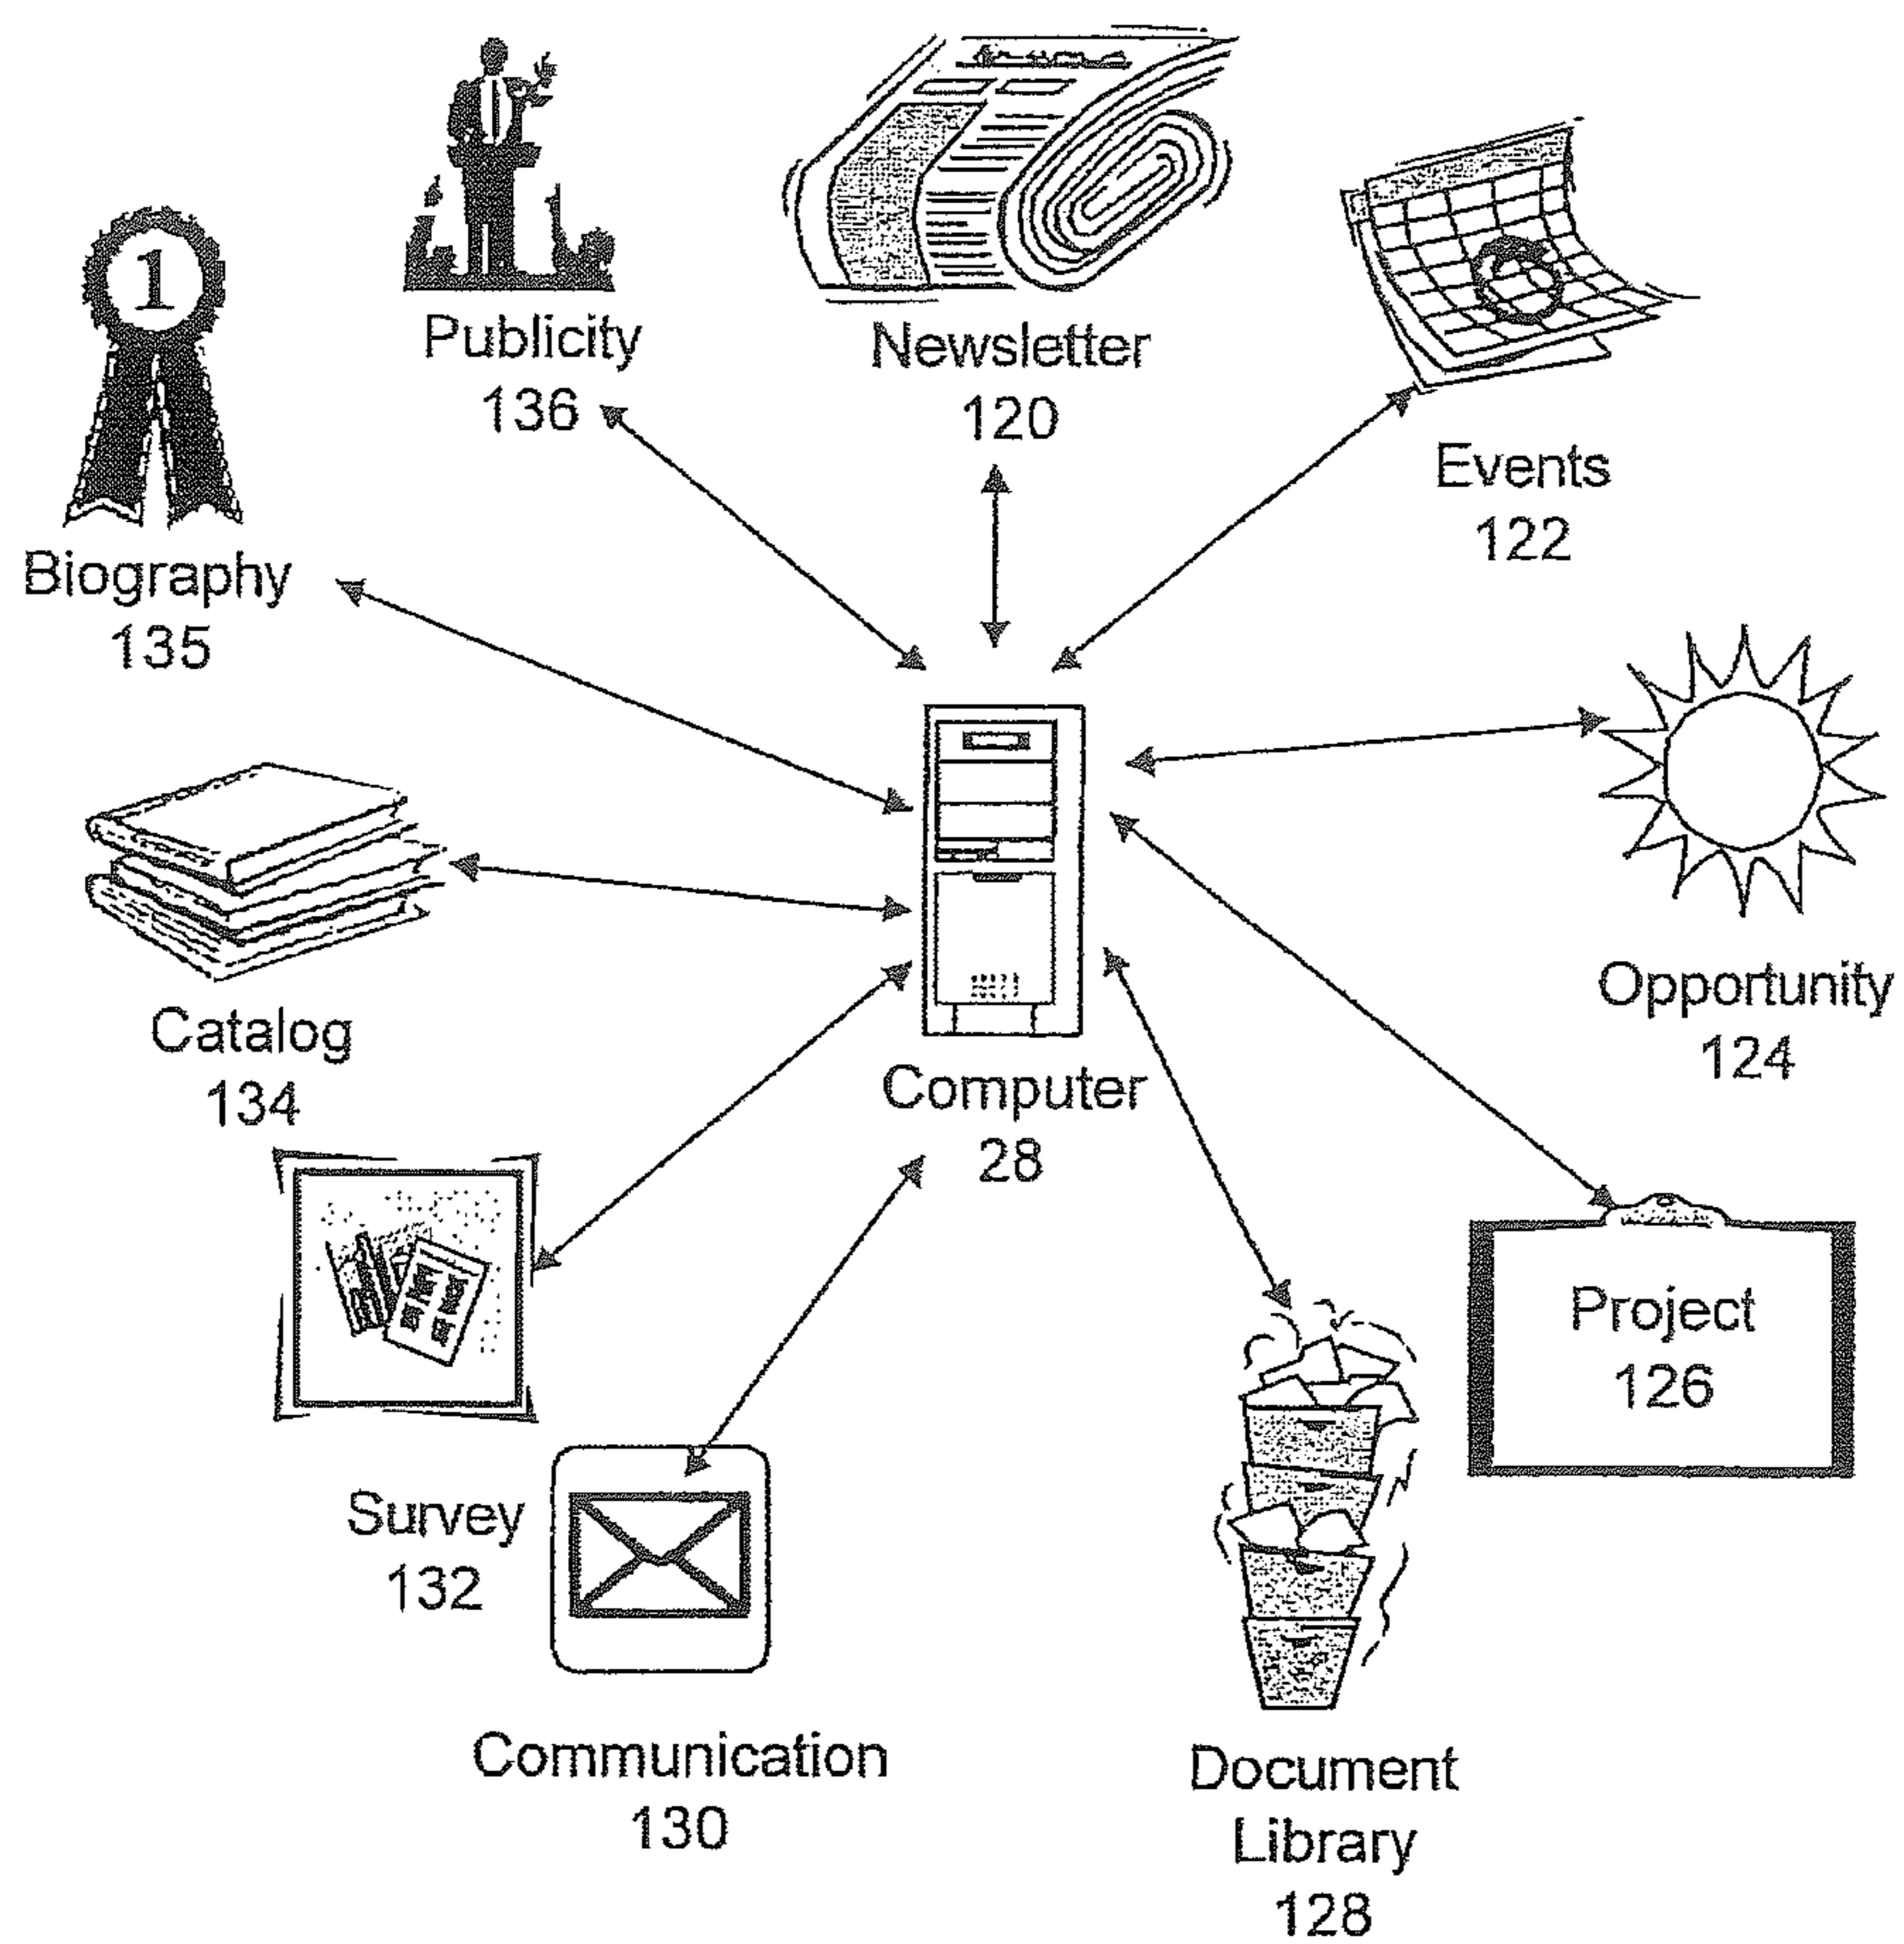 1
Publicity
136
Newsletter
120
Events
122
Biography
135
Opportunity
124
Catalog
134
Computer
28
Project
126
Survey
132
Communication
130
Document
Library
128